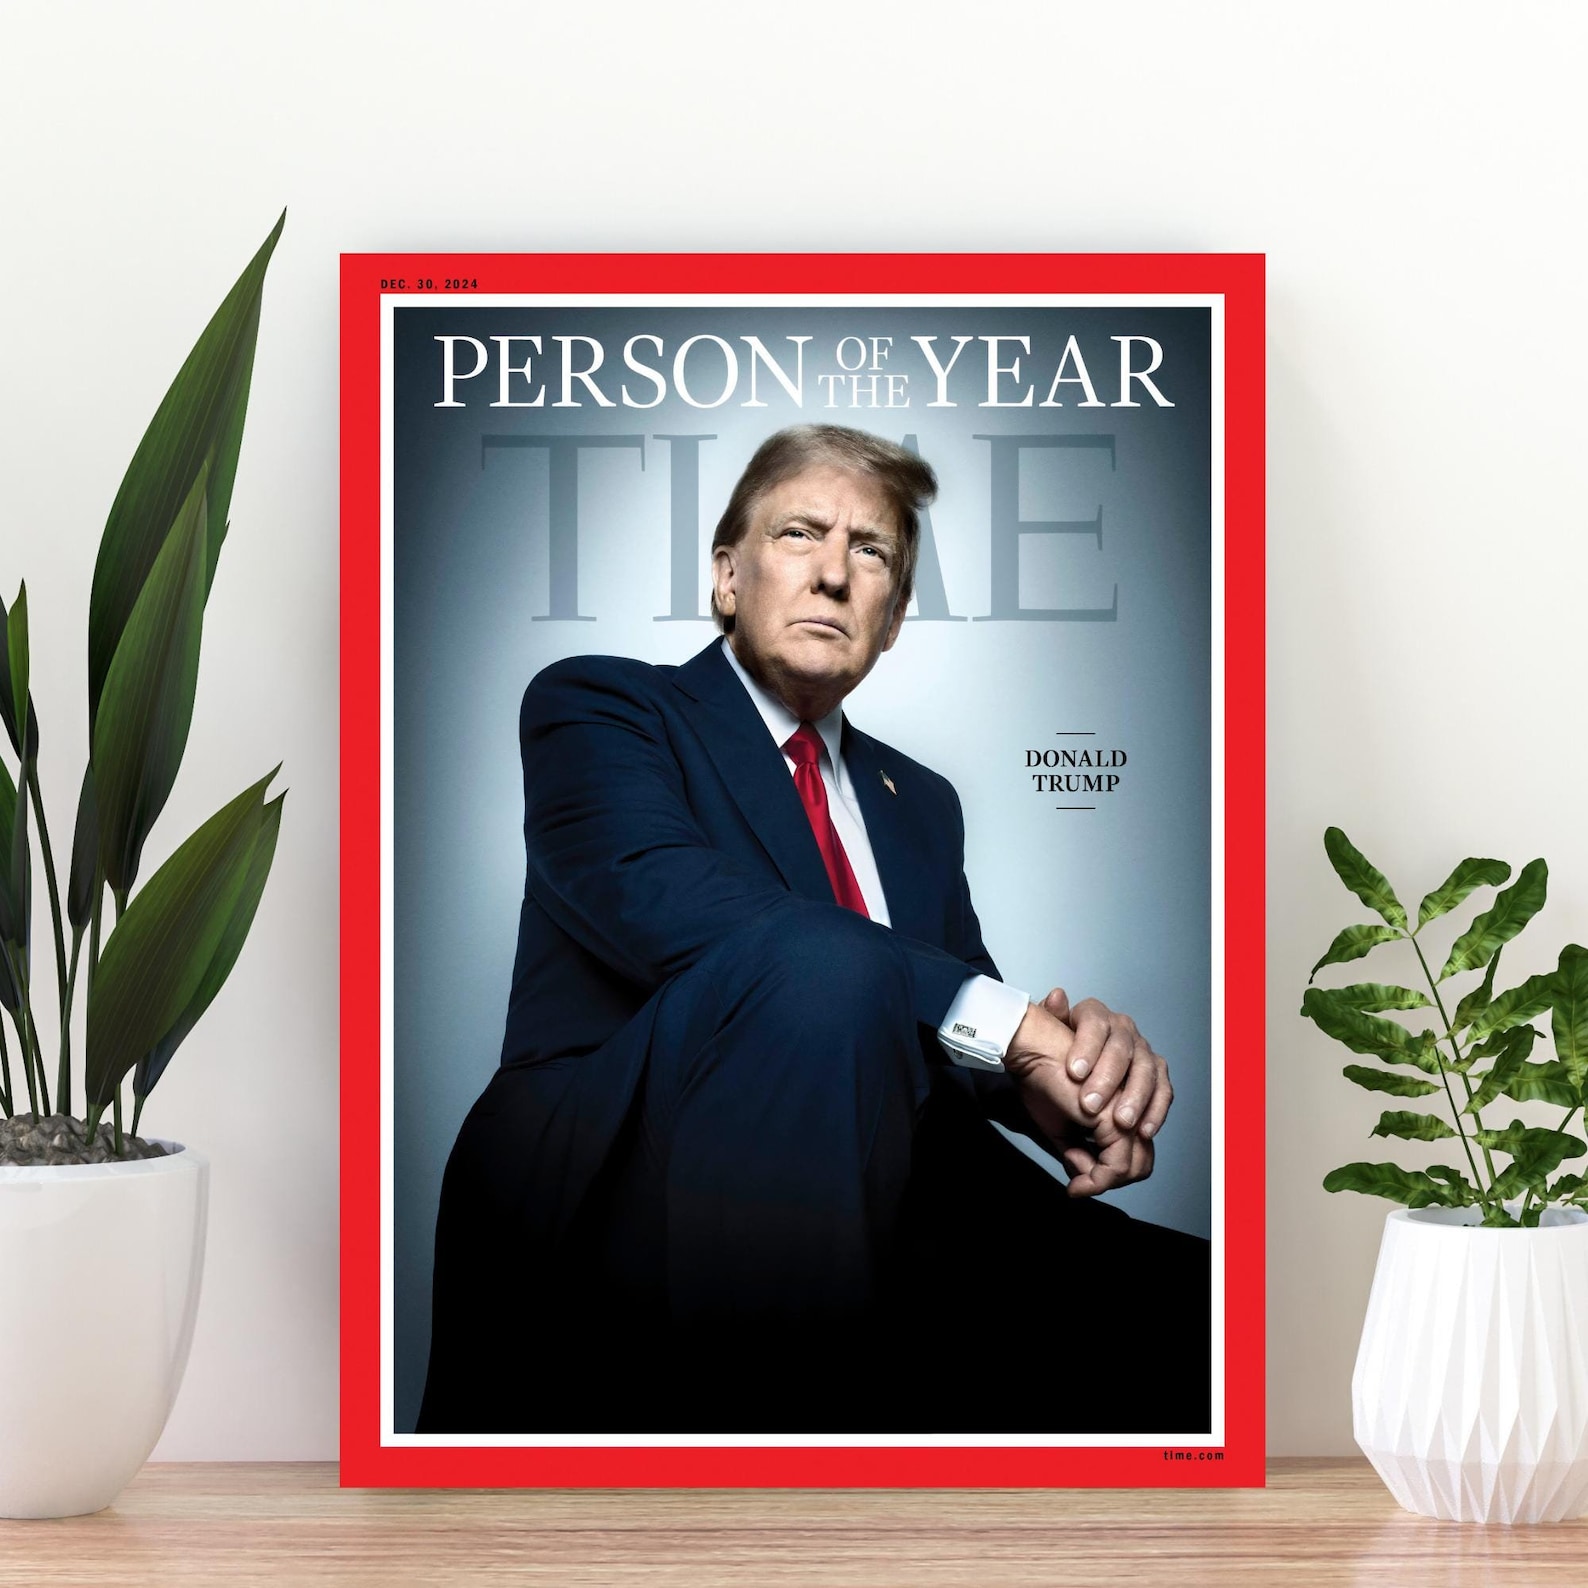 DEC. 30, 2024
PERSON OF THE YEAR
TIME
DONALD
TRUMP
time.com